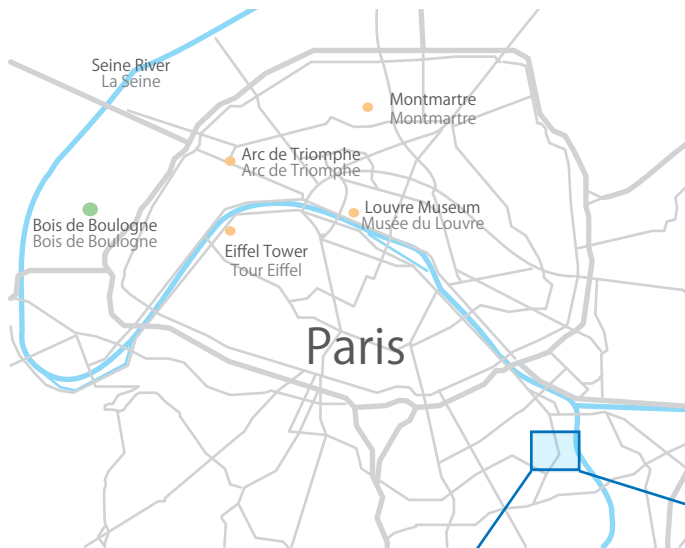 Seine River
La Seine
Montmartre
Montmartre
Arc de Triomphe
Arc de Triomphe
Louvre Museum
Musée du Louvre
Bois de Boulogne
Bois de Boulogne
Eiffel Tower
Tour Eiffel
Paris